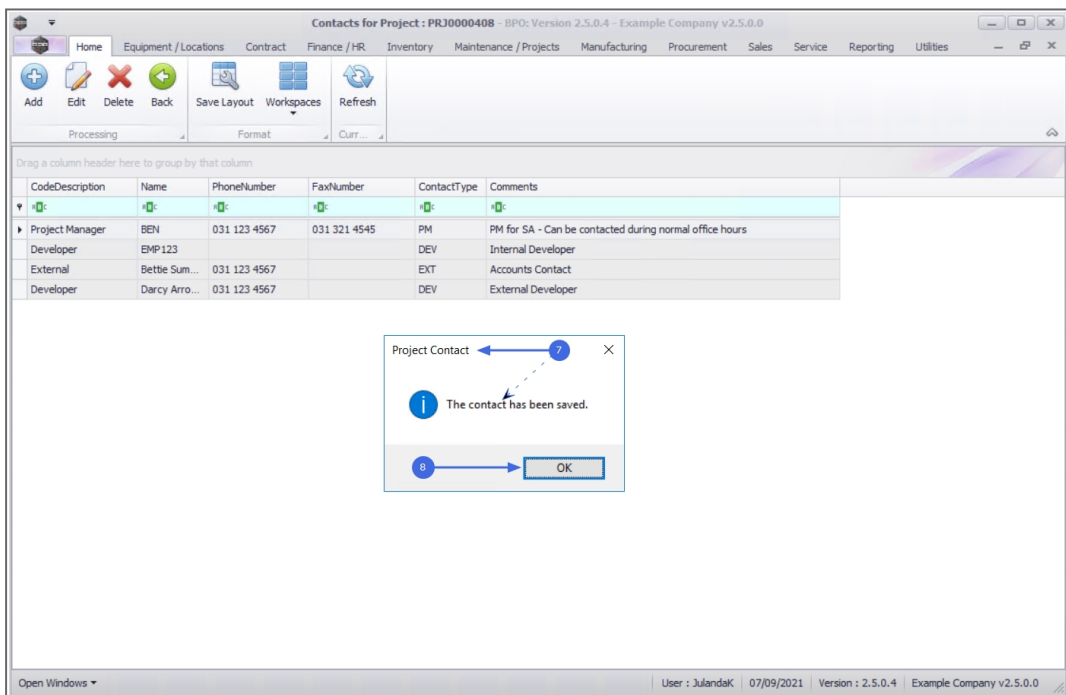 Contacts for Project : PRJ0000408 - BPO: Version 2.5.0.4 - Example Company v2.5.0.0
Home Equipment / Locations Contract Finance / HR Inventory Maintenance / Projects Manufacturing Procurement Sales Service Reporting Utilities
Add Edit Delete Back Save Layout Workspaces Refresh
Processing Format Curr...
Drag a column header here to group by that column
CodeDescription Name PhoneNumber FaxNumber ContactType Comments
Project Manager BEN 031 123 4567 031 321 4545 PM PM for SA - Can be contacted during normal office hours
Developer EMP123 DEV Internal Developer
External Bettie Sum... 031 123 4567 EXT Accounts Contact
Developer Darcy Arro... 031 123 4567 DEV External Developer
Project Contact 7
The contact has been saved.
8 OK
Open Windows User : JulandaK 07/09/2021 Version : 2.5.0.4 Example Company v2.5.0.0